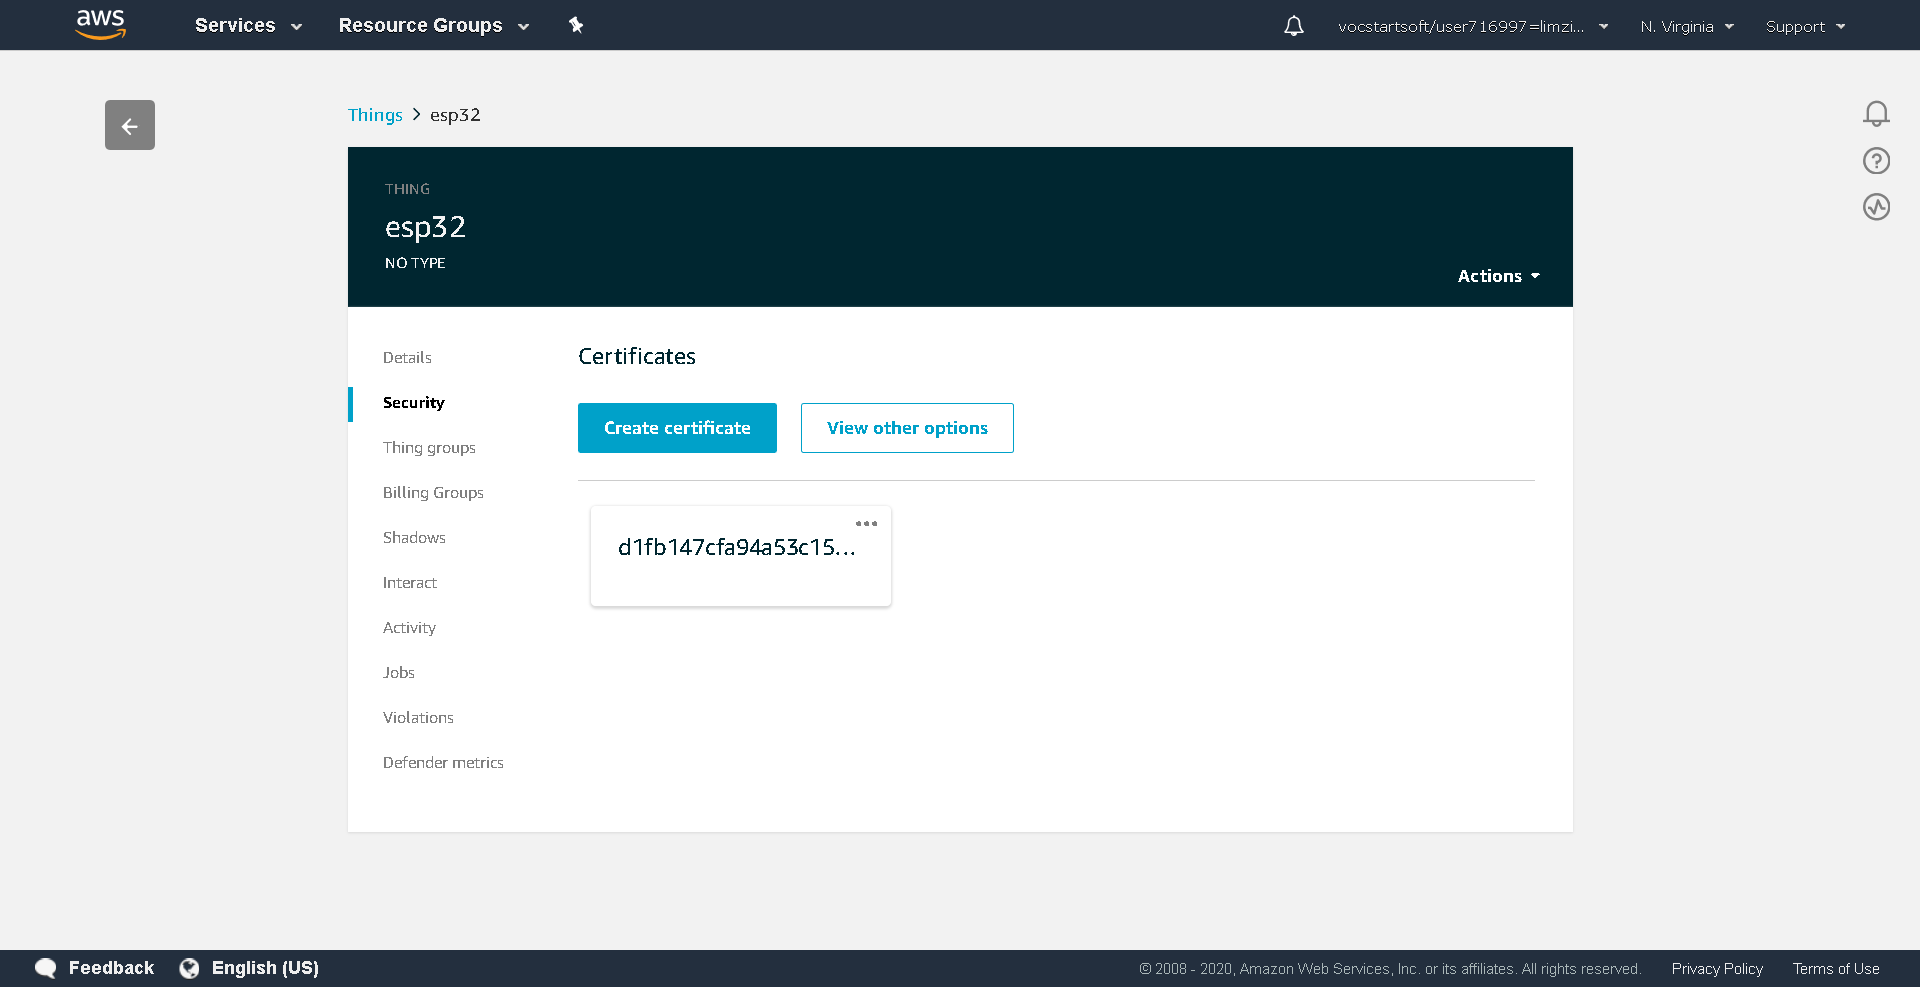 aws
Services
Resource Groups
vocstartsoft/user716997=limzi...
N. Virginia
Support
Things > esp32
THING
esp32
NO TYPE
Actions
Details
Security
Thing groups
Billing Groups
Shadows
Interact
Activity
Jobs
Violations
Defender metrics
Certificates
Create certificate
View other options
d1fb147cfa94a53c15...
Feedback
English (US)
© 2008 - 2020, Amazon Web Services, Inc. or its affiliates. All rights reserved.
Privacy Policy
Terms of Use